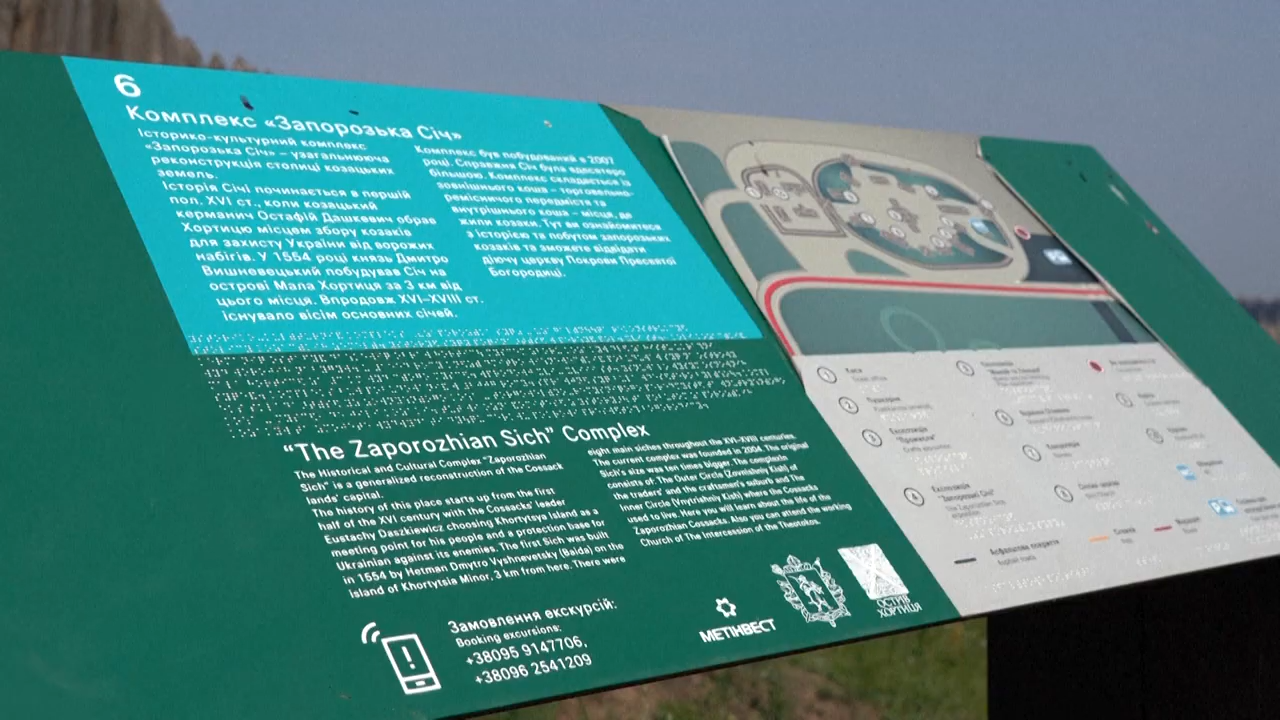 6
Комплекс «Запорозька Січ»
Історико-культурний комплекс
«Запорозька Січ» – узагальнююча
реконструкція столиці козацьких
земель.
Історія Січі починається в першій
пол. XVI ст., коли козацький
керманич Остафій Дашкевич обрав
Хортицю місцем збору козаків
для захисту України від ворожих
набігів. У 1554 році князь Дмитро
Вишневецький побудував Січ на
острові Мала Хортиця за 3 км від
цього місця. Впродовж XVI–XVIII ст.
існувало вісім основних січей.
Комплекс був побудований в 2007
році. Справжня Січ була вдесятеро
більшою. Комплекс складається із
зовнішнього коша – торговельно-
ремісничого передмістя та
внутрішнього коша – місця, де
жили козаки. Тут ви ознайомитеся
з історією та побутом запорозьких
козаків та зможете відвідати
діючу церкву Покрови Пресвятої
Богородиці.
“The Zaporozhian Sich” Complex
The Historical and Cultural Complex “Zaporozhian
Sich” is a generalized reconstruction of the Cossack
lands’ capital.
The history of this place starts up from the first
half of the XVI century with the Cossacks’ leader
Eustachy Daszkiewicz choosing Khortytsya Island as a
meeting point for his people and a protection base for
Ukrainian against its enemies. The first Sich was built
in 1554 by Hetman Dmytro Vyshnevetsky (Baida) on the
island of Khortytsia Minor, 3 km from here. There were
eight main siches throughout the XVI–XVIII centuries.
The current complex was founded in 2004. The original
Sich’s size was ten times bigger. The complexin
consists of The Outer Circle (Zovnishniy Kish) of
the traders’ and the craftsmen’s suburb and The
Inner Circle (Vnutrishniy Kish) where the Cossacks
used to live. Here you will learn about the life of the
Zaporozhian Cossacks. Also you can attend the working
Church of The Intercession of the Theotokos.
Замовлення екскурсій:
Booking excursions:
+38095 9147706,
+38096 2541209
МЕТІНВЕСТ
ОСТРІВ
ХОРТИЦЯ
1 Каса
2
3 Експозиція
4 Експозиція
"Запорозькі Січі"
Асфальтове покриття